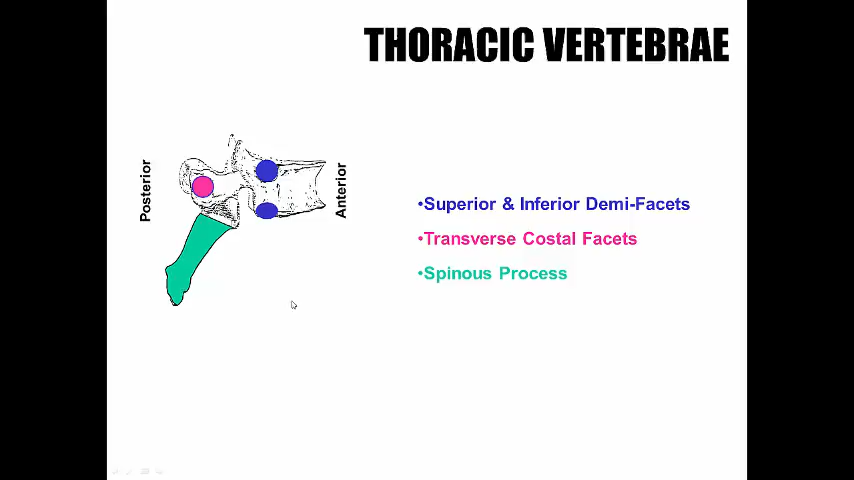 THORACIC VERTEBRAE
Posterior
Anterior
•Superior & Inferior Demi-Facets
•Transverse Costal Facets
•Spinous Process